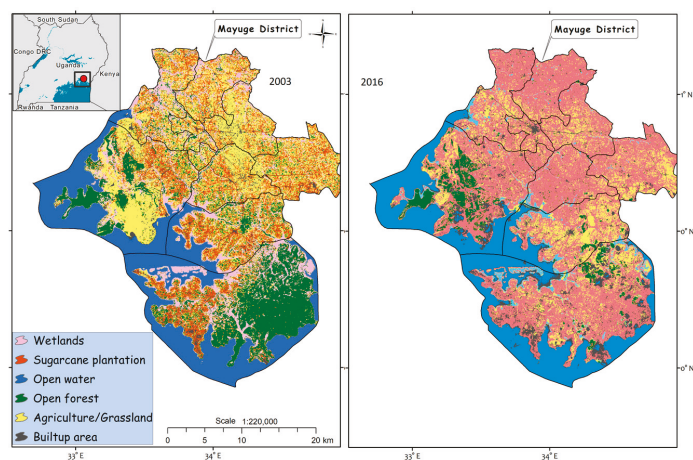 South Sudan
Congo DRC
Uganda
Kenya
Rwanda
Tanzania
Mayuge District
2003
Wetlands
Sugarcane plantation
Open water
Open forest
Agriculture/Grassland
Builtup area
Scale 1:220,000
0 5 10 20 km
33°E 34°E
Mayuge District
2016
1°N
0°N
0°N
33°E 34°E